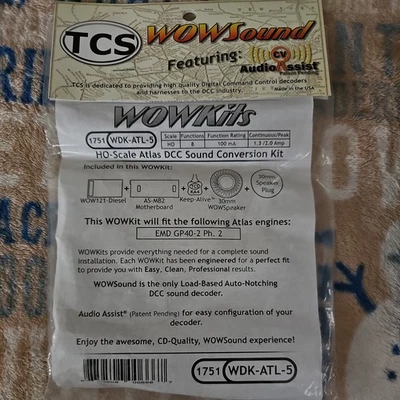 TCS
WOWSound
Featuring:
CV
AudioAssist
Patent Pending
TCS is dedicated to providing high quality Digital Command Control decoders
and harnesses to the DCC industry.
Made in the USA
WOWKits
1751 WDK-ATL-5
Scale Functions Function Rating Continuous/Peak
HO 8 100 mA 1.3 /2.0 Amp
HO-Scale Atlas DCC Sound Conversion Kit
Included in this WOWKit:
WOW121-Diesel
AS-MB2
Motherboard
Keep-Alive™
30mm
WOWSpeaker
30mm
Speaker
Plug
This WOWKit will fit the following Atlas engines:
EMD GP40-2 Ph. 2
WOWKits provide everything needed for a complete sound
installation. Each WOWKit has been engineered for a perfect fit
to provide you with Easy, Clean, Professional results.
WOWSound is the only Load-Based Auto-Notching
DCC sound decoder.
Audio Assist® (Patent Pending) for easy configuration of your
decoder.
Enjoy the awesome, CD-Quality, WOWSound experience!
1751 WDK-ATL-5